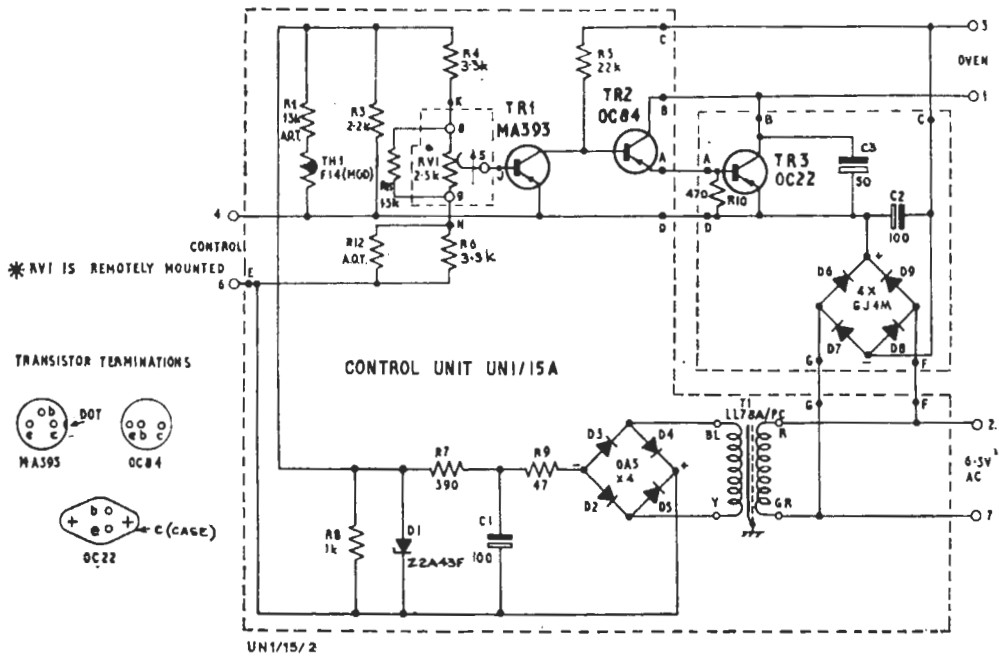 3
C
R4
3·3k
R5
22k
OVEN
TR2
OC84
1
K
B
B
C
R1
13k
A.O.T.
R3
2·2k
8
TR1
MA393
C3
50
TH1
F14(MGO)
RV1
2·5k
*
5
J
A
A
TR3
OC22
C2
100
15k
9
470
R10
4
N
D
D
CONTROL
R12
A.O.T.
R6
3·3k
+
* RV1 IS REMOTELY MOUNTED
6
E
D6
D9
4 X
GJ4M
D7
D8
TRANSISTOR TERMINATIONS
CONTROL UNIT UN1/15A
G
-
F
b
DOT
e
c
e
b
c
MA393
OC84
G
F
T1
LL78A/PC
BL
R
2
D3
D4
6·3V
AC
R7
390
R9
47
-
OA5
X4
+
D2
D5
Y
GR
7
b
e
C (CASE)
OC22
R8
1k
D1
Z2A43F
C1
100
UN1/15/2